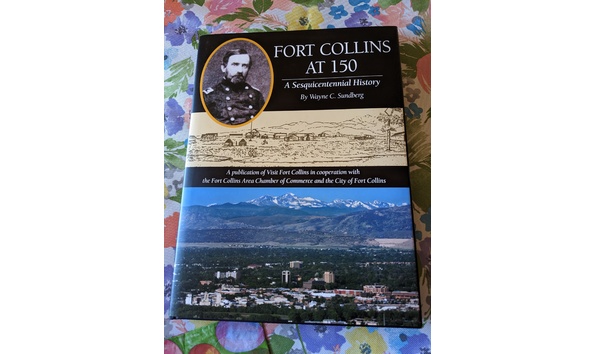 FORT COLLINS
AT 150
A Sesquicentennial History
By Wayne C. Sundberg
A publication of Visit Fort Collins in cooperation with
the Fort Collins Area Chamber of Commerce and the City of Fort Collins